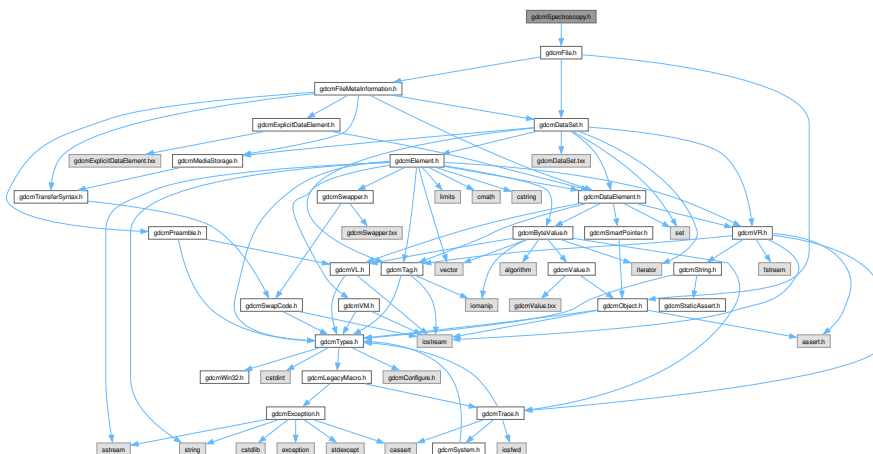 gdcmSpectroscopy.h
gdcmFile.h
gdcmFileMetaInformation.h
gdcmExplicitDataElement.h
gdcmDataSet.h
gdcmExplicitDataElement.txx
gdcmMediaStorage.h
gdcmElement.h
gdcmDataSet.txx
gdcmTransferSyntax.h
gdcmSwapper.h
limits
cmath
cstring
gdcmDataElement.h
gdcmPreamble.h
gdcmSwapper.txx
gdcmByteValue.h
gdcmSmartPointer.h
set
gdcmVR.h
gdcmVL.h
gdcmTag.h
vector
algorithm
gdcmValue.h
iterator
gdcmString.h
fstream
gdcmSwapCode.h
gdcmVM.h
iomanip
gdcmValue.txx
gdcmObject.h
gdcmStaticAssert.h
gdcmTypes.h
iostream
assert.h
gdcmWin32.h
cstdint
gdcmLegacyMacro.h
gdcmConfigure.h
gdcmException.h
gdcmTrace.h
sstream
string
cstdlib
exception
stdexcept
cassert
gdcmSystem.h
iosfwd